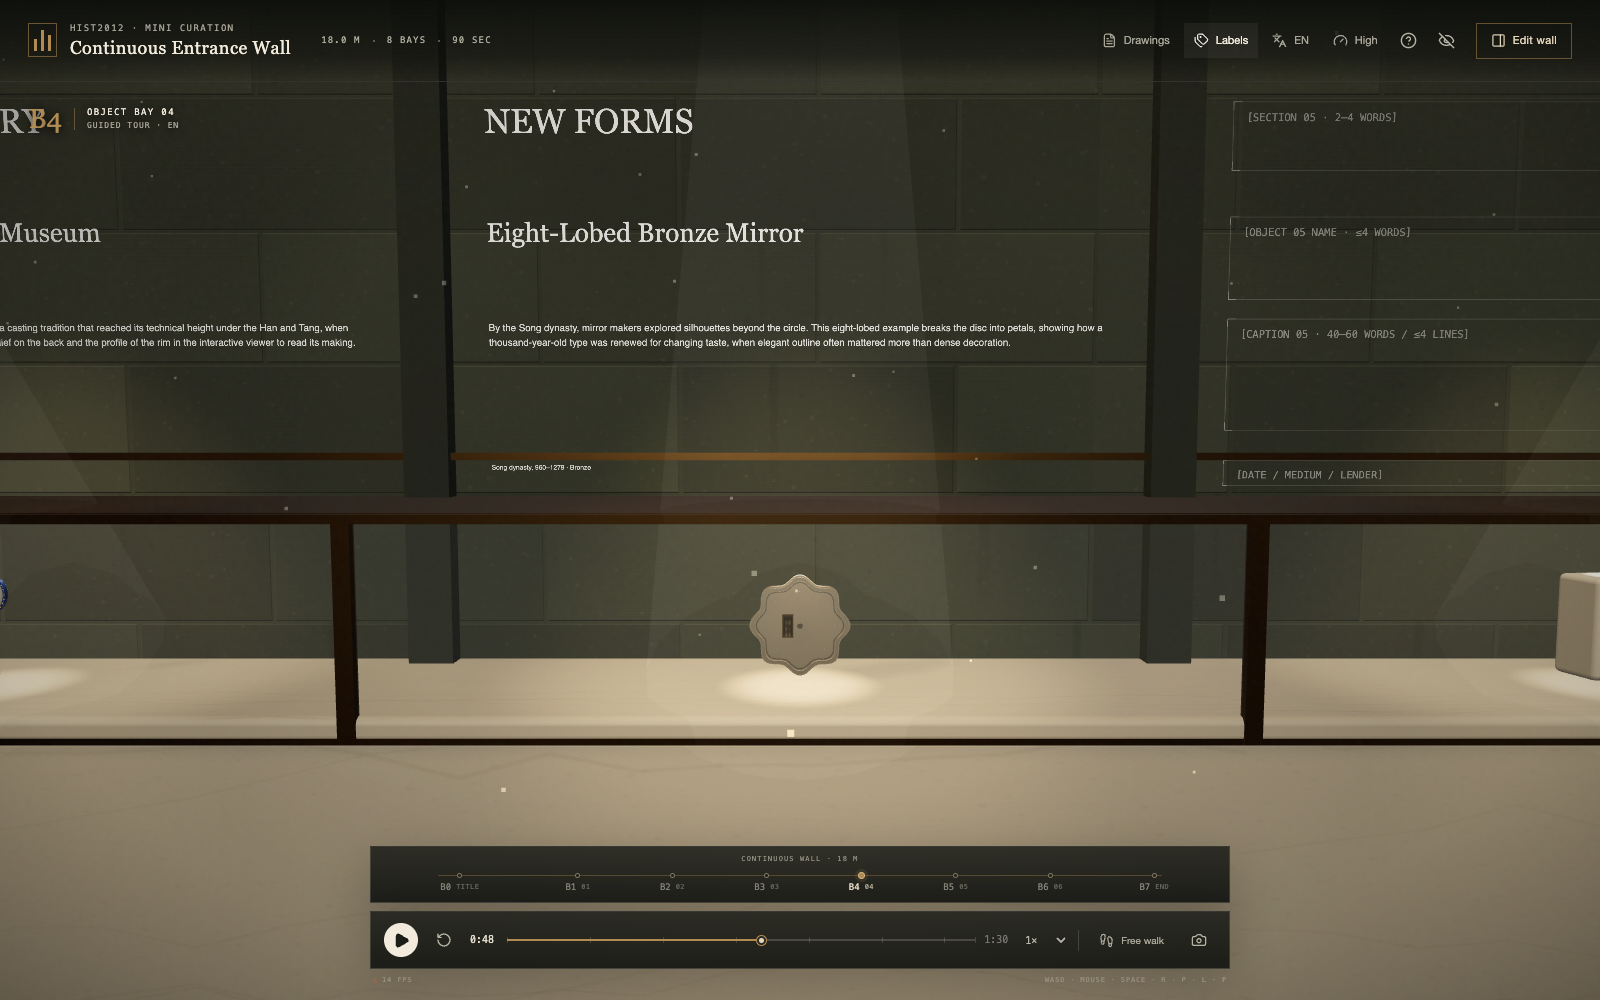 HIST2012 · MINI CURATION
Continuous Entrance Wall
18.0 M · 8 BAYS · 90 SEC
Drawings
Labels
EN
High
Edit wall
RY
B4
OBJECT BAY 04
GUIDED TOUR · EN
NEW FORMS
[SECTION 05 · 2–4 WORDS]
Museum
Eight-Lobed Bronze Mirror
[OBJECT 05 NAME · ≤4 WORDS]
a casting tradition that reached its technical height under the Han and Tang, when
ief on the back and the profile of the rim in the interactive viewer to read its making.
By the Song dynasty, mirror makers explored silhouettes beyond the circle. This eight-lobed example breaks the disc into petals, showing how a
thousand-year-old type was renewed for changing taste, when elegant outline often mattered more than dense decoration.
[CAPTION 05 · 40–60 WORDS / ≤4 LINES]
Song dynasty, 960–1279 · Bronze
[DATE / MEDIUM / LENDER]
CONTINUOUS WALL · 18 M
B0 TITLE
B1 01
B2 02
B3 03
B4 04
B5 05
B6 06
B7 END
0:48
1:30
1×
Free walk
14 FPS
WASD · MOUSE · SPACE · R · P · L · F